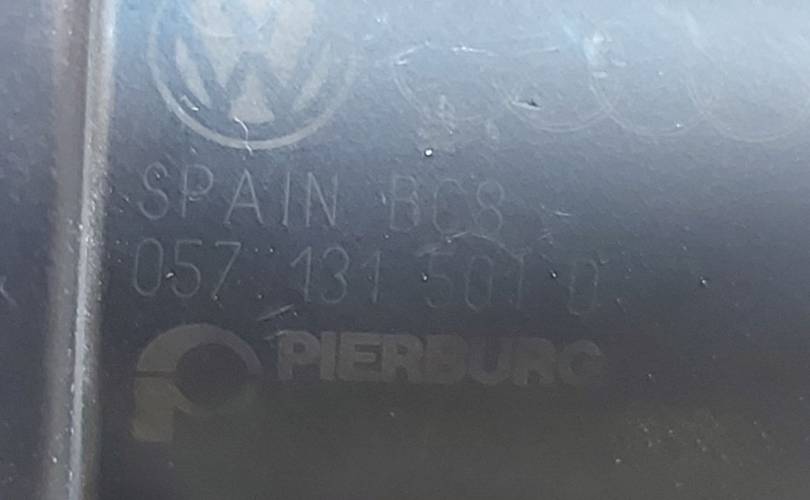 SPAIN BC8
057 131 501 D
PIERBURG